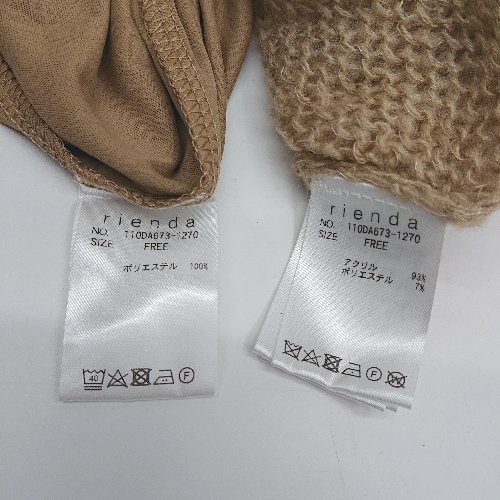 rienda
NO. 110DA673-1270
SIZE FREE
ポリエステル 100%
40
F
rienda
NO. 110DA673-1270
SIZE FREE
アクリル 93%
ポリエステル 7%
F
W